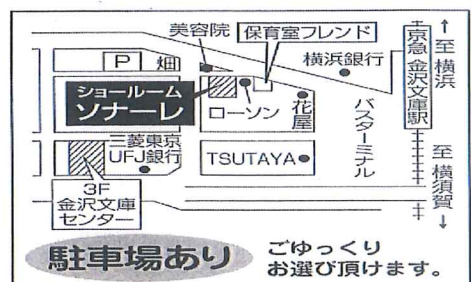 美容院
保育室フレンド
横浜銀行
↑至横浜
京急 金沢文庫駅
至横須賀↓
P
畑
ショールーム
ソナーレ
ローソン
花屋
バスターミナル
三菱東京
UFJ銀行
TSUTAYA
3F
金沢文庫
センター
駐車場あり
ごゆっくり
お選び頂けます。